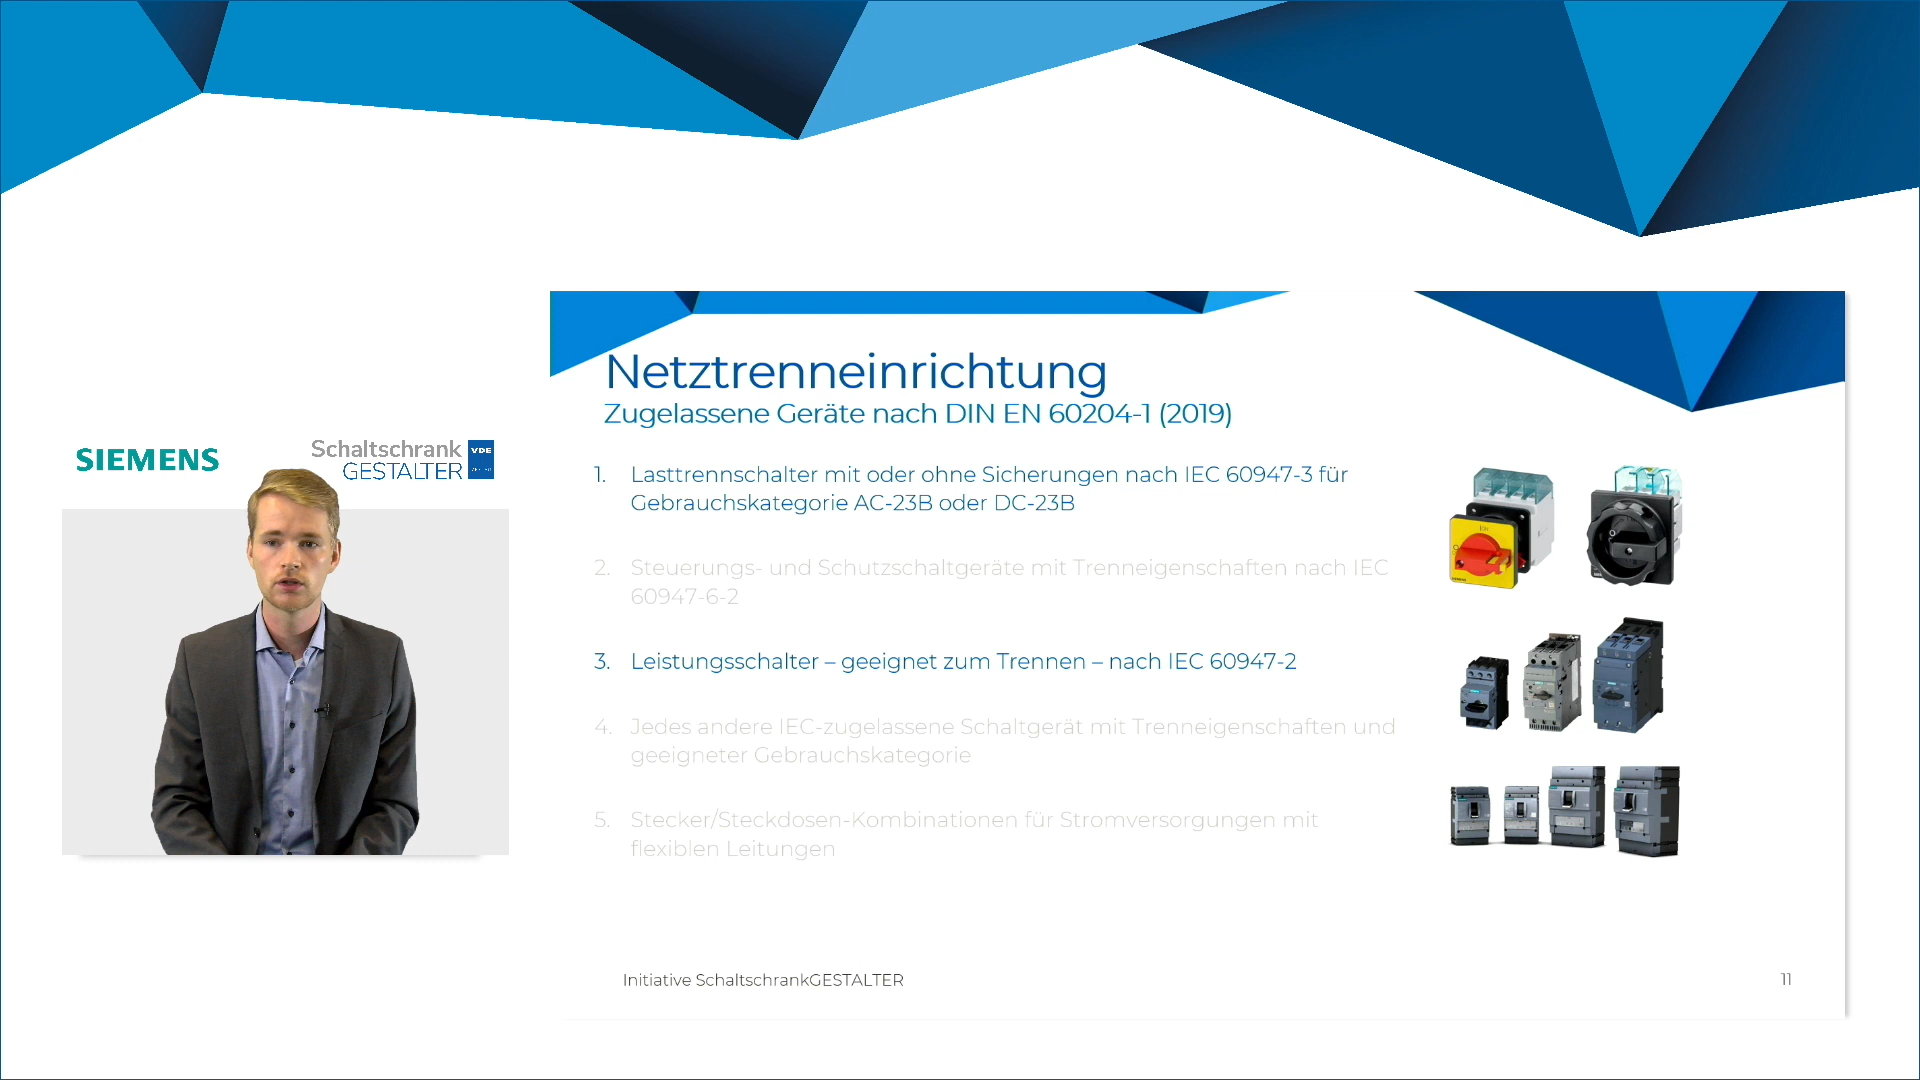 SIEMENS
Schaltschrank
GESTALTER
VDE
Netztrenneinrichtung
Zugelassene Geräte nach DIN EN 60204-1 (2019)
1. Lasttrennschalter mit oder ohne Sicherungen nach IEC 60947-3 für
Gebrauchskategorie AC-23B oder DC-23B
2. Steuerungs- und Schutzschaltgeräte mit Trenneigenschaften nach IEC
60947-6-2
3. Leistungsschalter – geeignet zum Trennen – nach IEC 60947-2
4. Jedes andere IEC-zugelassene Schaltgerät mit Trenneigenschaften und
geeigneter Gebrauchskategorie
5. Stecker/Steckdosen-Kombinationen für Stromversorgungen mit
flexiblen Leitungen
Initiative SchaltschrankGESTALTER
11